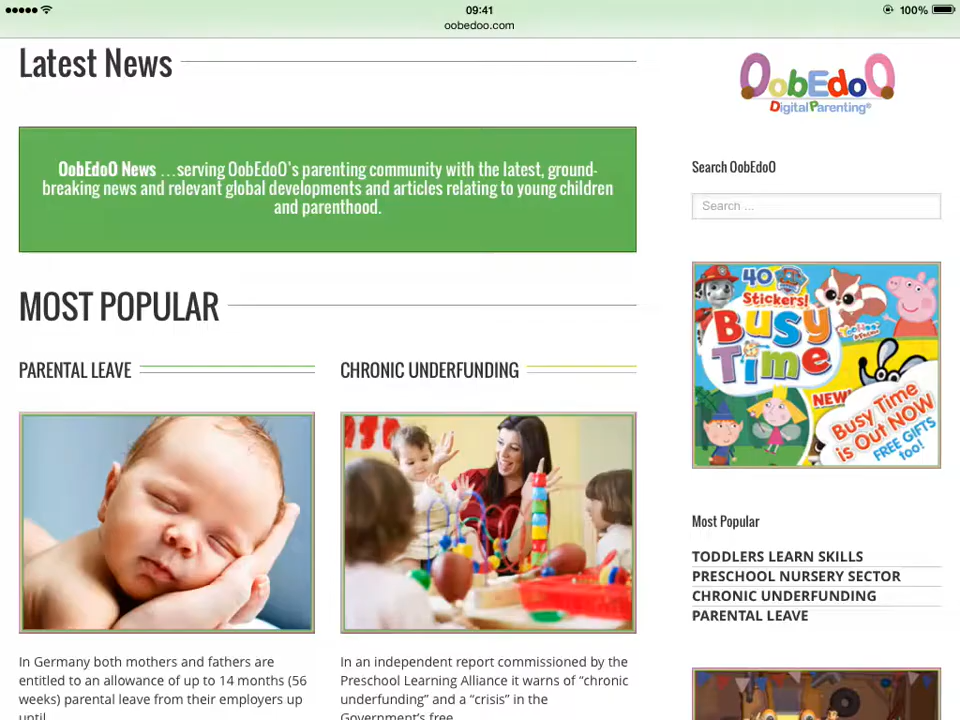 09:41
100%
oobedoo.com
Latest News
OobEdoO News …serving OobEdoO's parenting community with the latest, ground-
breaking news and relevant global developments and articles relating to young children
and parenthood.
MOST POPULAR
PARENTAL LEAVE
CHRONIC UNDERFUNDING
In Germany both mothers and fathers are
entitled to an allowance of up to 14 months (56
weeks) parental leave from their employers up
until
In an independent report commissioned by the
Preschool Learning Alliance it warns of “chronic
underfunding” and a “crisis” in the
Government's free
OobEdoO
Digital Parenting®
Search OobEdoO
Search ...
40
Stickers!
Busy
Time
NEW!
Busy Time
is Out NOW
FREE GIFTS
too!
Most Popular
TODDLERS LEARN SKILLS
PRESCHOOL NURSERY SECTOR
CHRONIC UNDERFUNDING
PARENTAL LEAVE